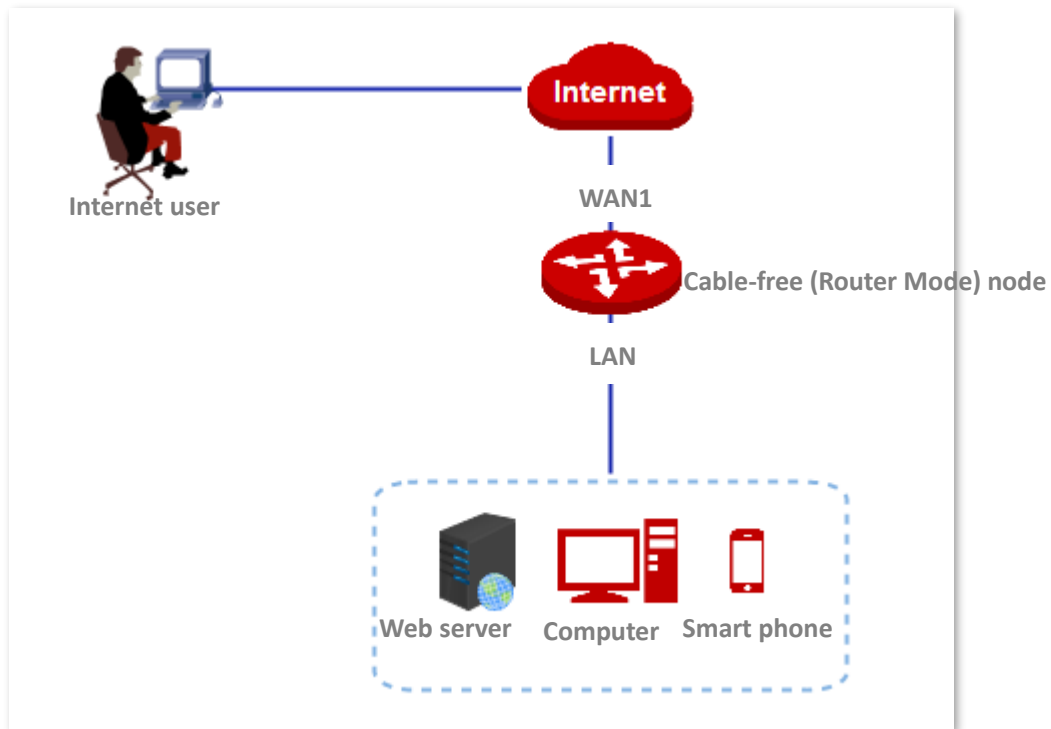 Internet
Internet user
WAN1
Cable-free (Router Mode) node
LAN
Web server
Computer
Smart phone